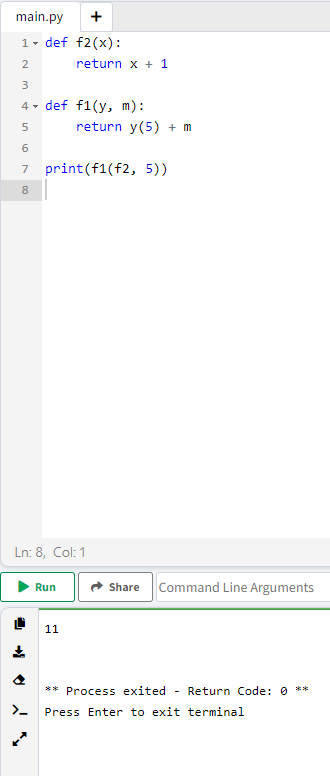 main.py +
1 def f2(x):
2     return x + 1
3
4 def f1(y, m):
5     return y(5) + m
6
7 print(f1(f2, 5))
8
Ln: 8, Col: 1
Run Share Command Line Arguments
11
** Process exited - Return Code: 0 **
Press Enter to exit terminal